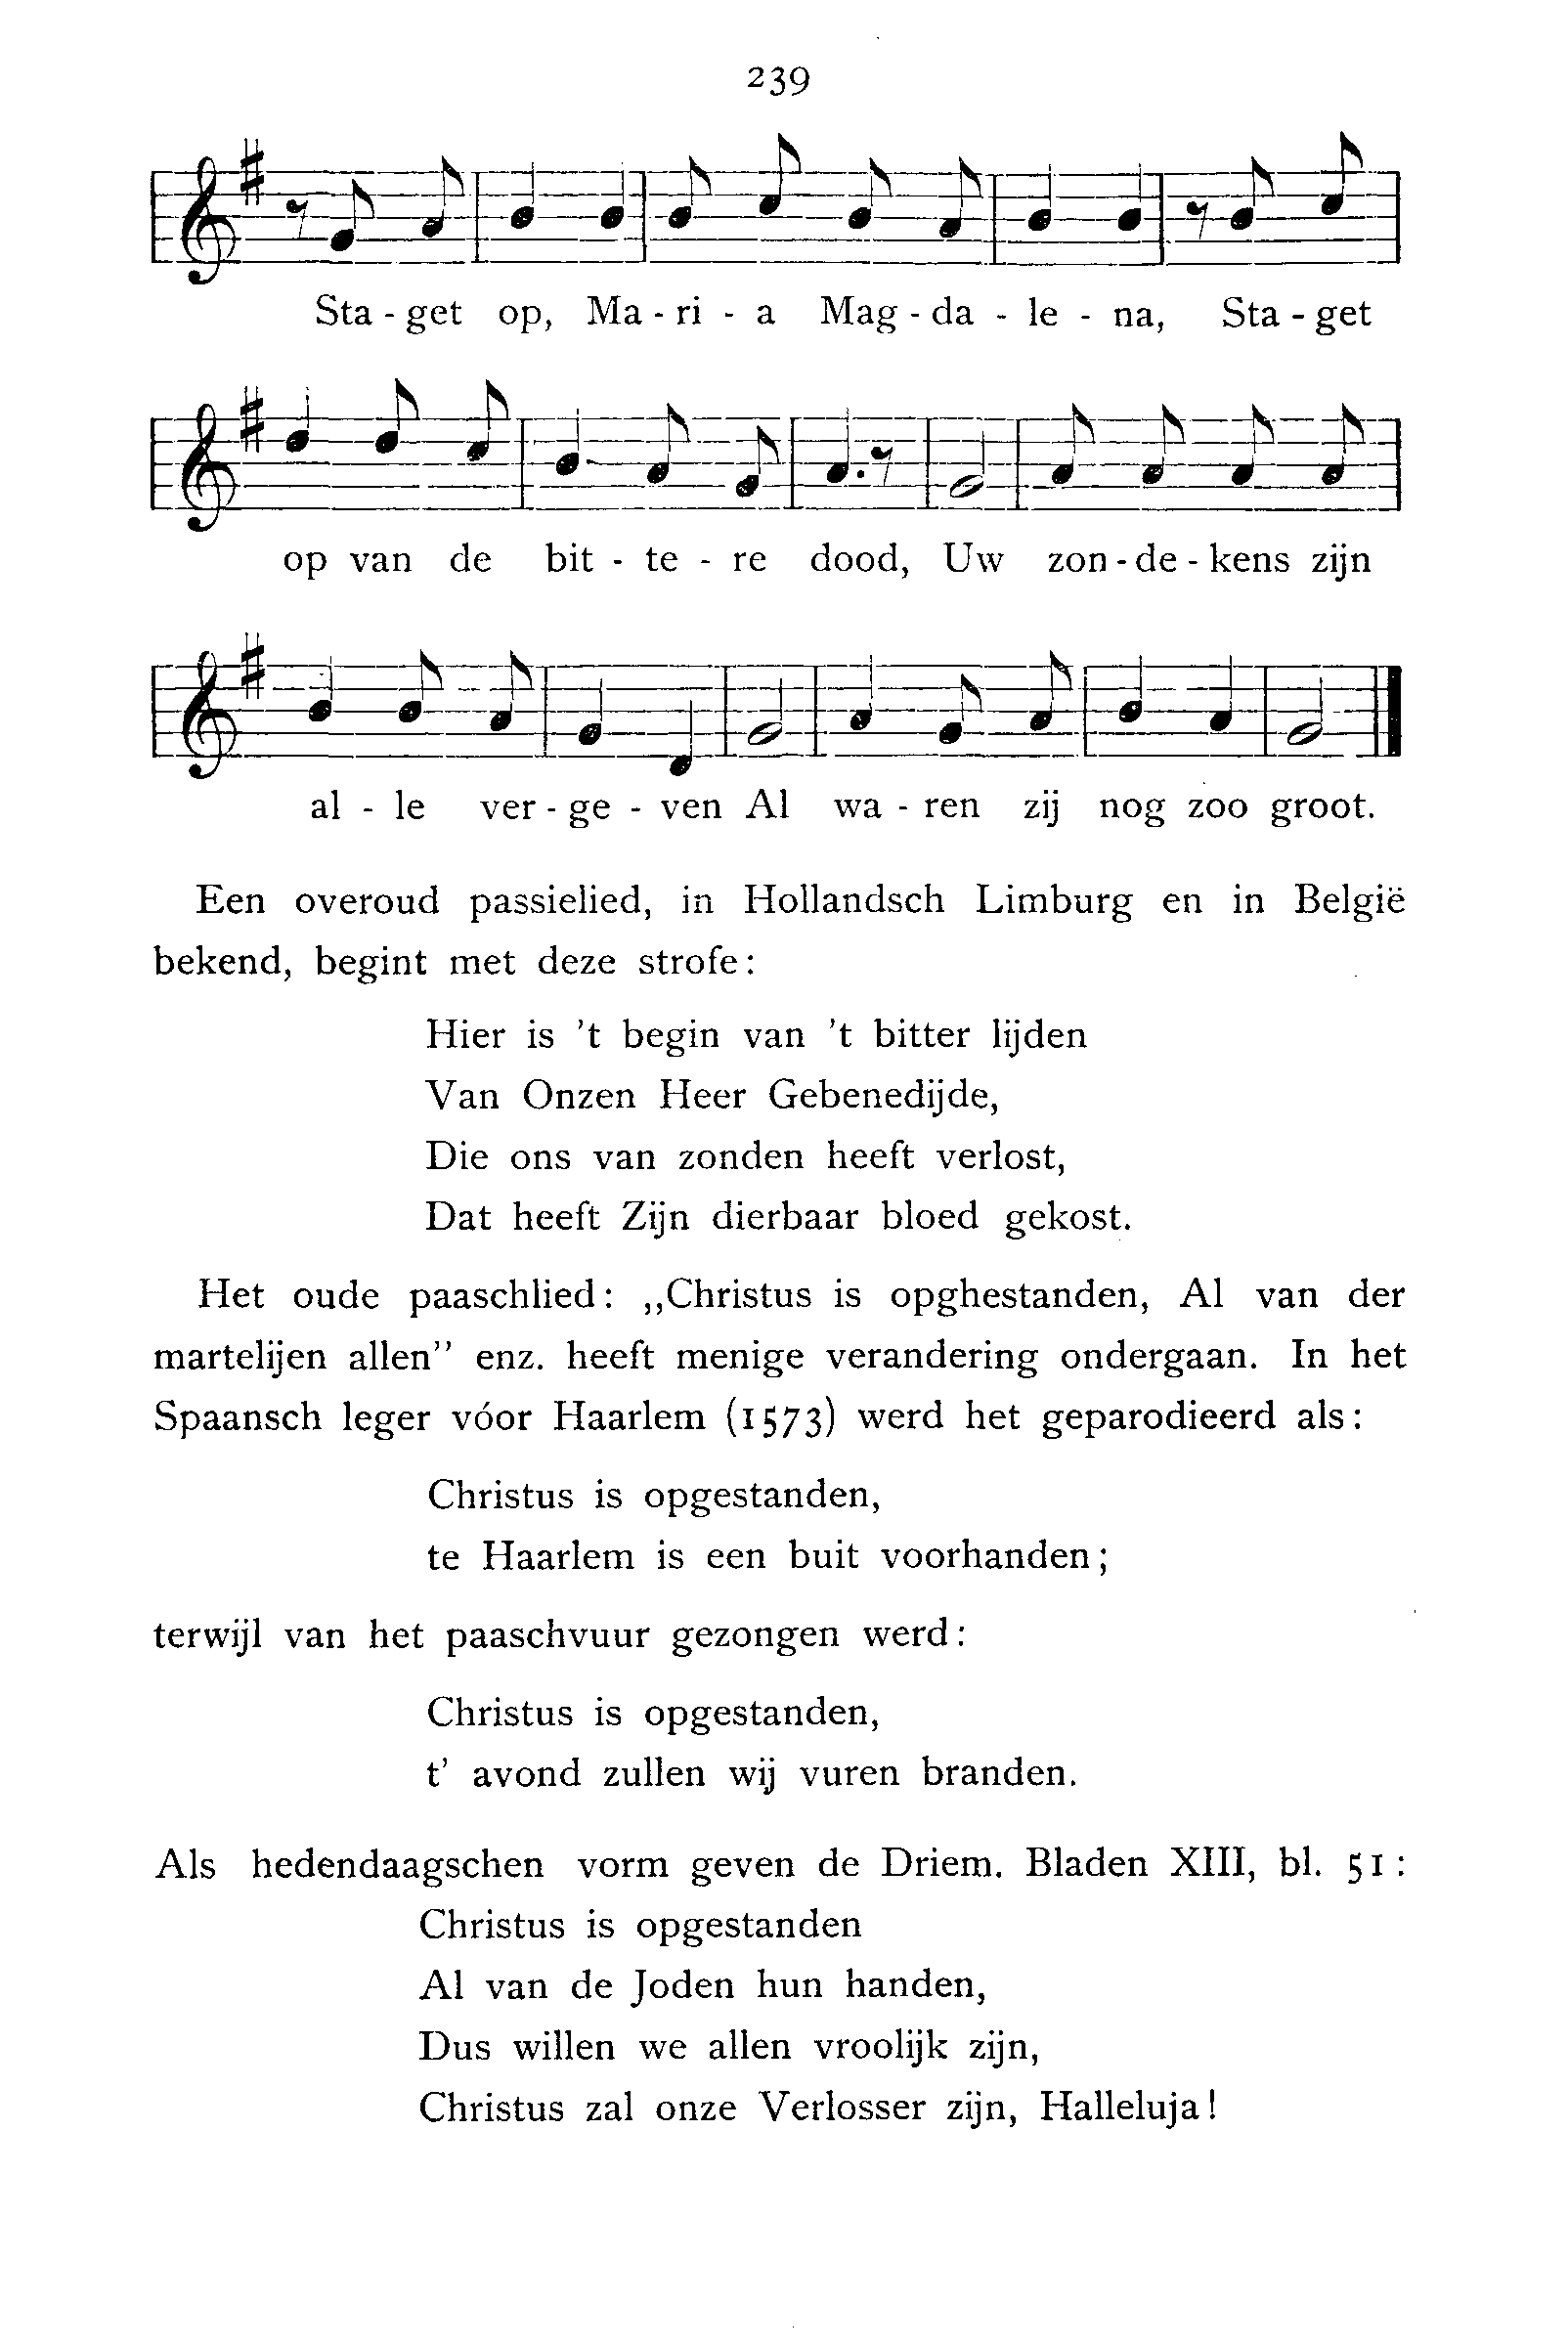 239
Sta - get op, Ma - ri - a Mag - da - le - na, Sta - get
op van de bit - te - re dood, Uw zon - de - kens zijn
al - le ver - ge - ven Al wa - ren zij nog zoo groot.
Een overoud passielied, in Hollandsch Limburg en in België
bekend, begint met deze strofe:
Hier is 't begin van 't bitter lijden
Van Onzen Heer Gebenedijde,
Die ons van zonden heeft verlost,
Dat heeft Zijn dierbaar bloed gekost.
Het oude paaschlied: „Christus is opghestanden, Al van der
martelijen allen” enz. heeft menige verandering ondergaan. In het
Spaansch leger vóor Haarlem (1573) werd het geparodieerd als:
Christus is opgestanden,
te Haarlem is een buit voorhanden;
terwijl van het paaschvuur gezongen werd:
Christus is opgestanden,
t' avond zullen wij vuren branden.
Als hedendaagschen vorm geven de Driem. Bladen XIII, bl. 51:
Christus is opgestanden
Al van de Joden hun handen,
Dus willen we allen vroolijk zijn,
Christus zal onze Verlosser zijn, Halleluja!